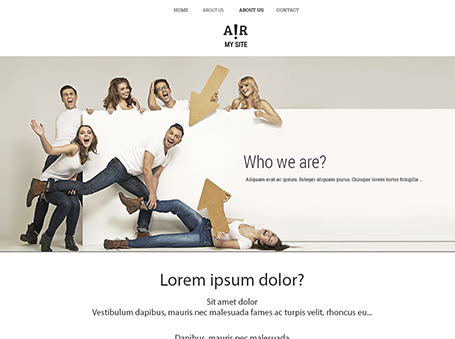 HOME ABOUT US ABOUT US CONTACT
A!R
MY SITE
Who we are?
Aliquam erat ac ipsum. Integer aliquam purus. Quisque lorem tortor fringilla ...
Lorem ipsum dolor?
Sit amet dolor
Vestibulum dapibus, mauris nec malesuada fames ac turpis velit, rhoncus eu...
Dapibus, mauris nec malesuada